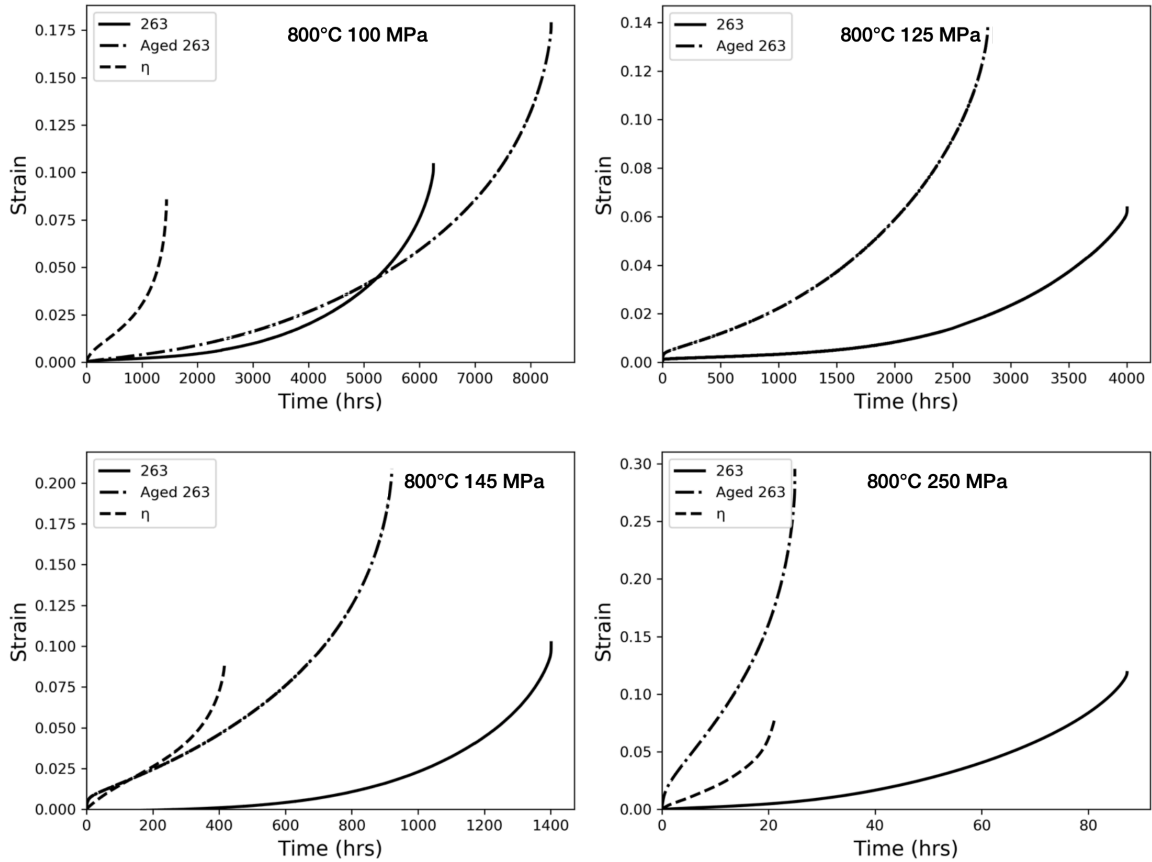 800°C 100 MPa
263
Aged 263
η
0.175
0.150
0.125
0.100
0.075
0.050
0.025
0.000
Strain
0 1000 2000 3000 4000 5000 6000 7000 8000
Time (hrs)
800°C 125 MPa
263
Aged 263
0.14
0.12
0.10
0.08
0.06
0.04
0.02
0.00
Strain
0 500 1000 1500 2000 2500 3000 3500 4000
Time (hrs)
800°C 145 MPa
263
Aged 263
η
0.200
0.175
0.150
0.125
0.100
0.075
0.050
0.025
0.000
Strain
0 200 400 600 800 1000 1200 1400
Time (hrs)
800°C 250 MPa
263
Aged 263
η
0.30
0.25
0.20
0.15
0.10
0.05
0.00
Strain
0 20 40 60 80
Time (hrs)